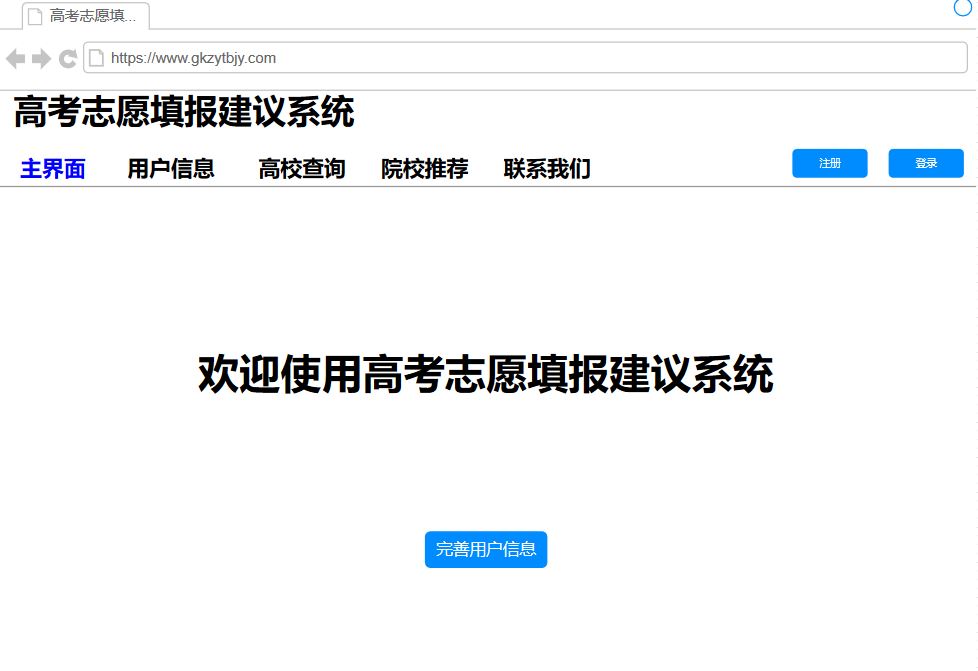 高考志愿填...
https://www.gkzytbjy.com
高考志愿填报建议系统
主界面 用户信息 高校查询 院校推荐 联系我们 注册 登录
欢迎使用高考志愿填报建议系统
完善用户信息